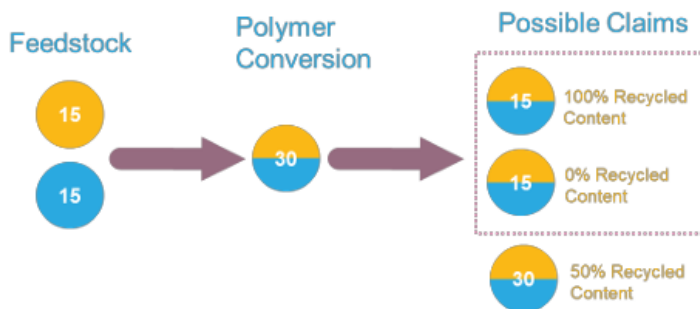 Feedstock
Polymer
Conversion
Possible Claims
15
15
30
15
100% Recycled
Content
15
0% Recycled
Content
30
50% Recycled
Content